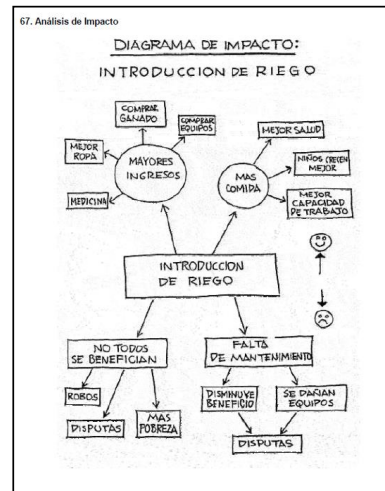 67. Análisis de Impacto
DIAGRAMA DE IMPACTO:
INTRODUCCION DE RIEGO
COMPRAR
GANADO
COMPRAR
EQUIPOS
MEJOR
ROPA
MAYORES
INGRESOS
MEDICINA
MEJOR SALUD
NIÑOS CRECEN
MEJOR
MAS
COMIDA
MEJOR
CAPACIDAD
DE TRABAJO
INTRODUCCION
DE RIEGO
NO TODOS
SE BENEFICIAN
FALTA
DE MANTENIMIENTO
ROBOS
DISPUTAS
MAS
POBREZA
DISMINUVE
BENEFICIO
SE DAÑAN
EQUIPOS
DISPUTAS